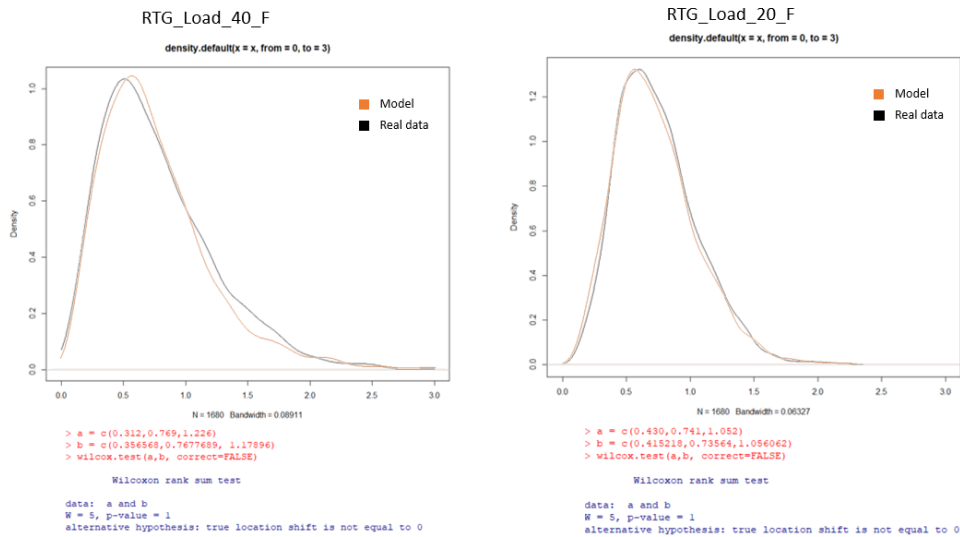 RTG_Load_40_F
density.default(x = x, from = 0, to = 3)
Model
Real data
Density
0.0 0.2 0.4 0.6 0.8 1.0
0.0 0.5 1.0 1.5 2.0 2.5 3.0
N = 1680 Bandwidth = 0.08911
> a = c(0.312,0.769,1.226)
> b = c(0.356568,0.7677689, 1.17896)
> wilcox.test(a,b, correct=FALSE)
Wilcoxon rank sum test
data: a and b
W = 5, p-value = 1
alternative hypothesis: true location shift is not equal to 0
RTG_Load_20_F
density.default(x = x, from = 0, to = 3)
Model
Real data
Density
0.0 0.2 0.4 0.6 0.8 1.0 1.2
0.0 0.5 1.0 1.5 2.0 2.5 3.0
N = 1680 Bandwidth = 0.06327
> a = c(0.430,0.741,1.052)
> b = c(0.415218,0.73564,1.056062)
> wilcox.test(a,b, correct=FALSE)
Wilcoxon rank sum test
data: a and b
W = 5, p-value = 1
alternative hypothesis: true location shift is not equal to 0